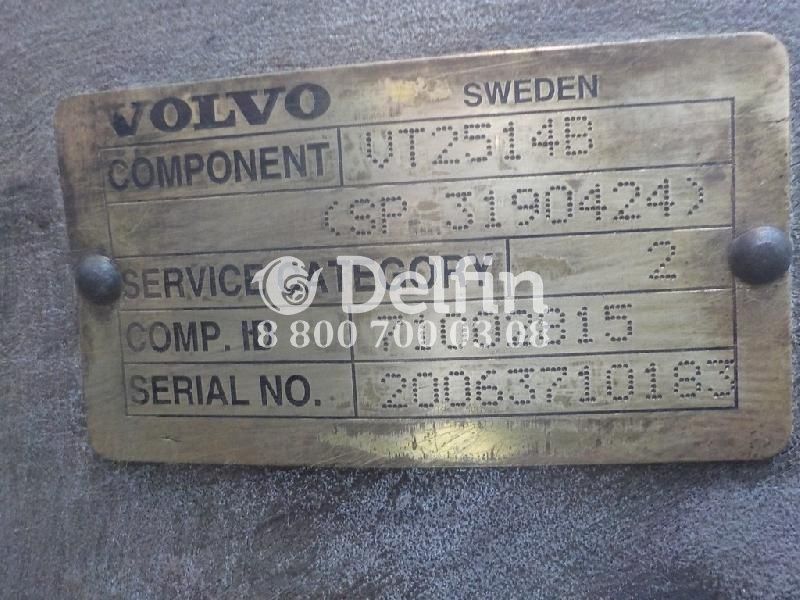 VOLVO SWEDEN
COMPONENT VT2514B
(SP 3190424)
SERVICE CATEGORY 2
Delfin
8 800 700 03 08
COMP. ID
SERIAL NO. 20063710183